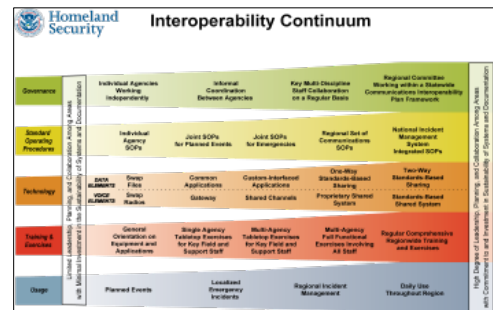 Homeland
Security
Interoperability Continuum
Limited Leadership, Planning, and Collaboration Among Areas
with Minimal Investment in the Sustainability of Systems and Documentation
High Degree of Leadership, Planning, and Collaboration Among Areas
with Commitment to and Investment in Sustainability of Systems and Documentation
Governance
Individual Agencies
Working
Independently
Informal
Coordination
Between Agencies
Key Multi-Discipline
Staff Collaboration
on a Regular Basis
Regional Committee
Working within a Statewide
Communications Interoperability
Plan Framework
Standard
Operating
Procedures
Individual
Agency
SOPs
Joint SOPs
for Planned Events
Joint SOPs
for Emergencies
Regional Set of
Communications
SOPs
National Incident
Management
System
Integrated SOPs
Technology
DATA
ELEMENTS
Swap
Files
Common
Applications
Custom-Interfaced
Applications
One-Way
Standards-Based
Sharing
Two-Way
Standards-Based
Sharing
VOICE
ELEMENTS
Swap
Radios
Gateway
Shared Channels
Proprietary Shared
System
Standards-Based
Shared System
Training &
Exercises
General
Orientation on
Equipment and
Applications
Single Agency
Tabletop Exercises
for Key Field and
Support Staff
Multi-Agency
Tabletop Exercises
for Key Field and
Support Staff
Multi-Agency
Full Functional
Exercises Involving
All Staff
Regular Comprehensive
Regionwide Training
and Exercises
Usage
Planned Events
Localized
Emergency
Incidents
Regional Incident
Management
Daily Use
Throughout Region